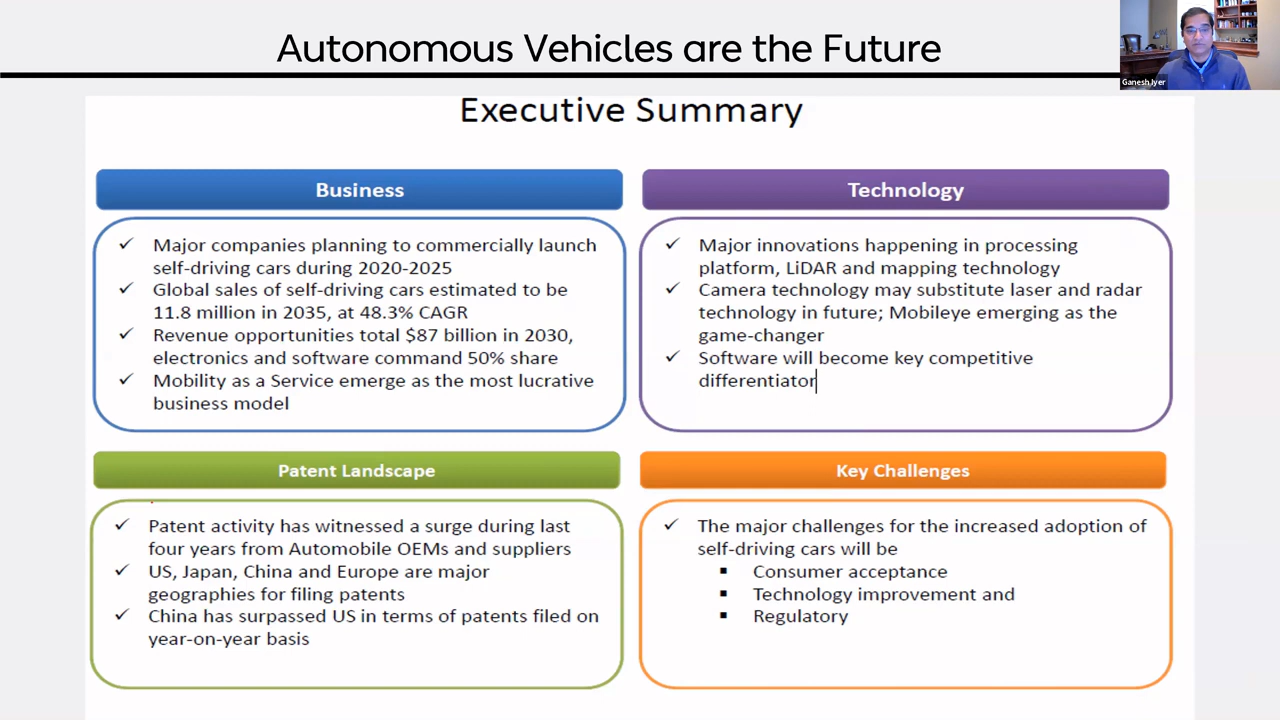 Autonomous Vehicles are the Future
Ganesh Iyer
Executive Summary
Business
✓ Major companies planning to commercially launch
self-driving cars during 2020-2025
✓ Global sales of self-driving cars estimated to be
11.8 million in 2035, at 48.3% CAGR
✓ Revenue opportunities total $87 billion in 2030,
electronics and software command 50% share
✓ Mobility as a Service emerge as the most lucrative
business model
Technology
✓ Major innovations happening in processing
platform, LiDAR and mapping technology
✓ Camera technology may substitute laser and radar
technology in future; Mobileye emerging as the
game-changer
✓ Software will become key competitive
differentiator
Patent Landscape
✓ Patent activity has witnessed a surge during last
four years from Automobile OEMs and suppliers
✓ US, Japan, China and Europe are major
geographies for filing patents
✓ China has surpassed US in terms of patents filed on
year-on-year basis
Key Challenges
✓ The major challenges for the increased adoption of
self-driving cars will be
▪ Consumer acceptance
▪ Technology improvement and
▪ Regulatory